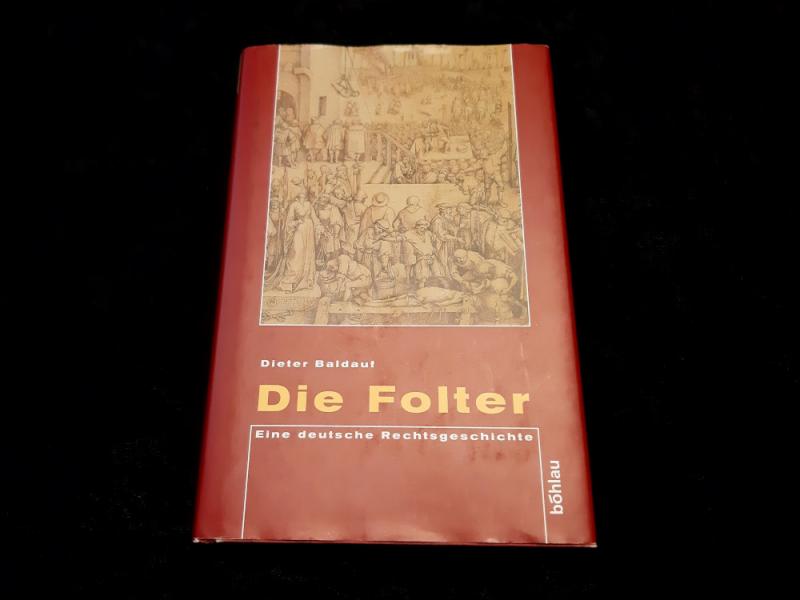 Dieter Baldauf
Die Folter
Eine deutsche Rechtsgeschichte
böhlau